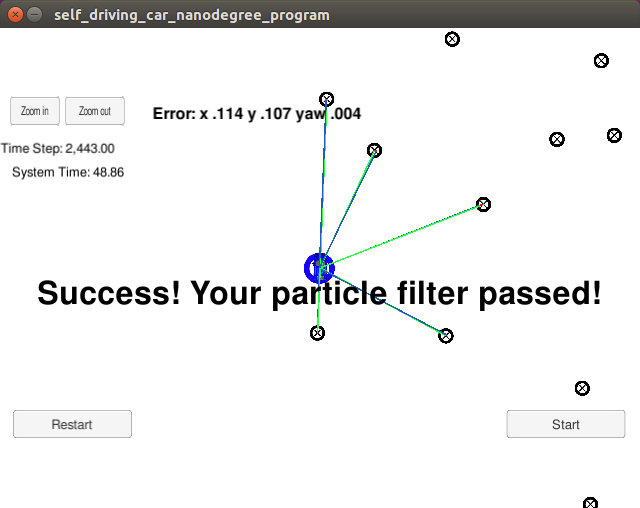 self_driving_car_nanodegree_program
Zoom in Zoom out
Error: x .114 y .107 yaw .004
Time Step: 2,443.00
System Time: 48.86
Success! Your particle filter passed!
Restart
Start